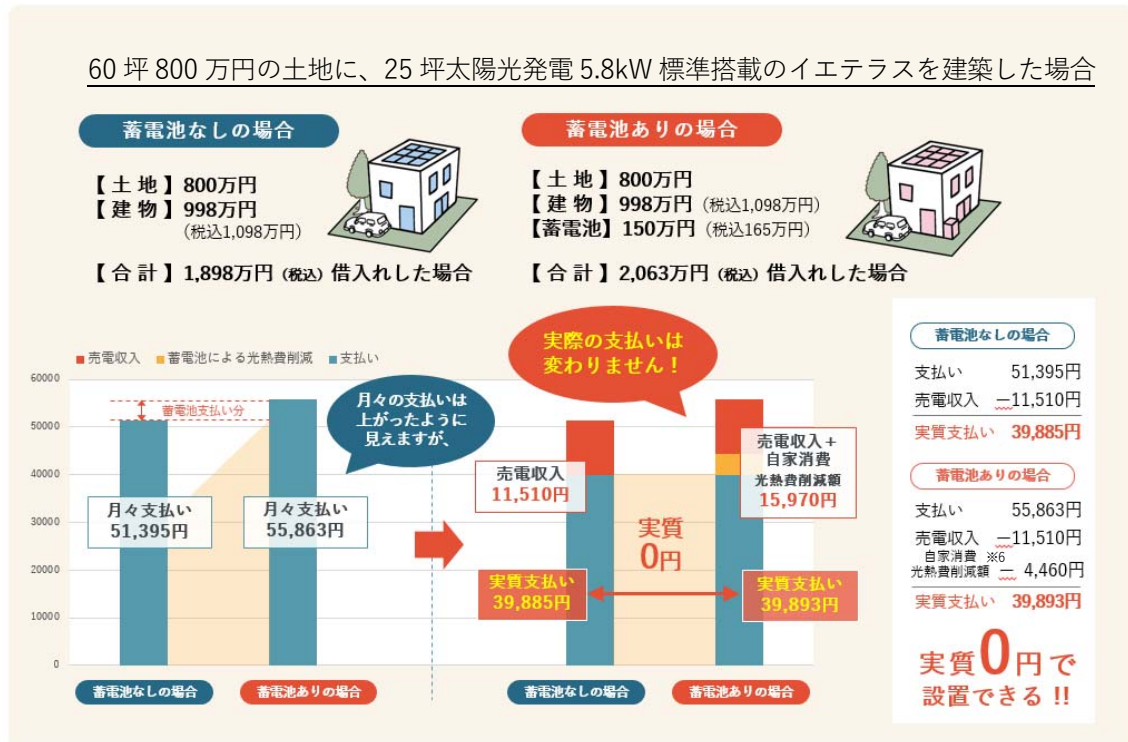 60坪800万円の土地に、25坪太陽光発電5.8kW標準搭載のイエテラスを建築した場合
蓄電池なしの場合
【土地】800万円
【建物】998万円
(税込1,098万円)
【合計】1,898万円(税込)借入れした場合
蓄電池ありの場合
【土地】800万円
【建物】998万円(税込1,098万円)
【蓄電池】150万円(税込165万円)
【合計】2,063万円(税込)借入れした場合
■売電収入 ■蓄電池による光熱費削減 ■支払い
60000
50000
40000
30000
20000
10000
0
蓄電池支払い分
月々支払い
51,395円
月々支払い
55,863円
蓄電池なしの場合
蓄電池ありの場合
月々の支払いは
上がったように
見えますが、
実際の支払いは
変わりません！
売電収入
11,510円
売電収入+
自家消費
光熱費削減額
15,970円
実質
0円
実質支払い
39,885円
実質支払い
39,893円
蓄電池なしの場合
蓄電池ありの場合
蓄電池なしの場合
支払い 51,395円
売電収入 ー11,510円
実質支払い 39,885円
蓄電池ありの場合
支払い 55,863円
売電収入 ー11,510円
自家消費 ※6
光熱費削減額 ー 4,460円
実質支払い 39,893円
実質0円で
設置できる!!